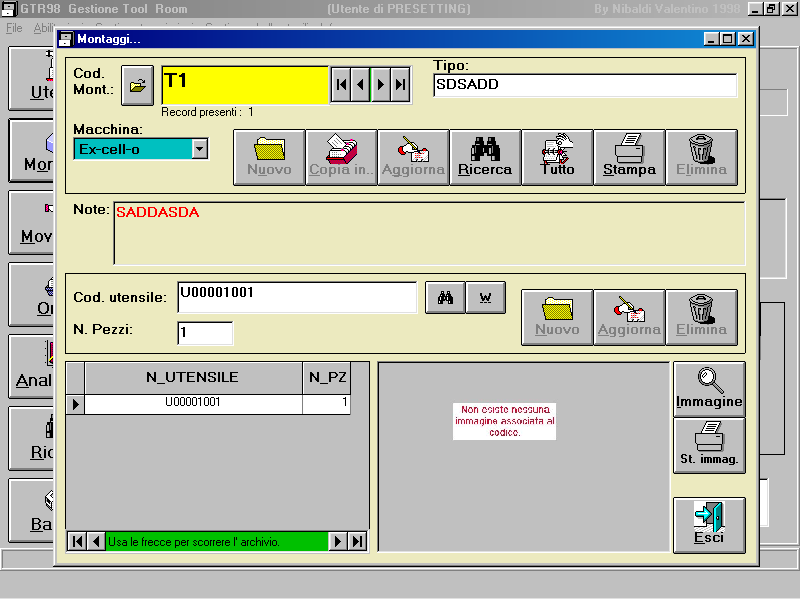 GTR98 Gestione Tool Room (Utente di PRESETTING) By Nibaldi Valentino 1998
File
Montaggi...
Cod.
Mont.:
T1
Record presenti : 1
Tipo:
SDSADD
Macchina:
Ex-cell-o
Nuovo Copia in.. Aggiorna Ricerca Tutto Stampa Elimina
Note: SADDASDA
Cod. utensile: U00001001
W
N. Pezzi: 1
Nuovo Aggiorna Elimina
N_UTENSILE N_PZ
U00001001 1
Non esiste nessuna
immagine associata al
codice.
Immagine
St. immag.
Usa le frecce per scorrere l' archivio.
Esci
Ute
Mon
Mov
Or
Anal
Ric
Ba